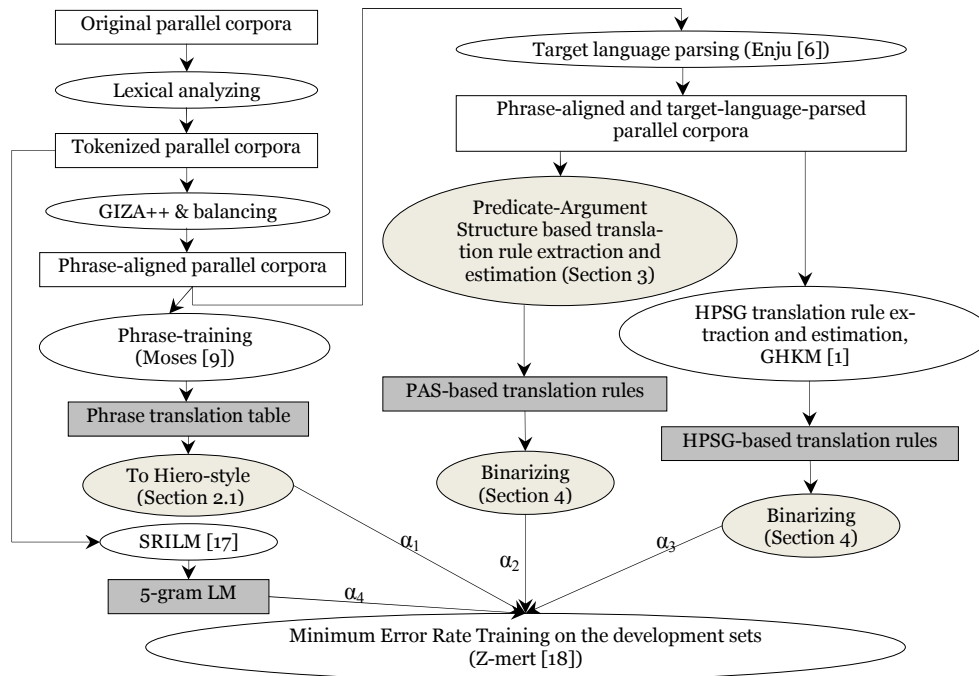 Original parallel corpora
Lexical analyzing
Tokenized parallel corpora
GIZA++ & balancing
Phrase-aligned parallel corpora
Phrase-training
(Moses [9])
Phrase translation table
To Hiero-style
(Section 2.1)
SRILM [17]
5-gram LM
Target language parsing (Enju [6])
Phrase-aligned and target-language-parsed
parallel corpora
Predicate-Argument
Structure based transla-
tion rule extraction and
estimation (Section 3)
PAS-based translation rules
Binarizing
(Section 4)
HPSG translation rule ex-
traction and estimation,
GHKM [1]
HPSG-based translation rules
Binarizing
(Section 4)
α1
α2
α3
α4
Minimum Error Rate Training on the development sets
(Z-mert [18])